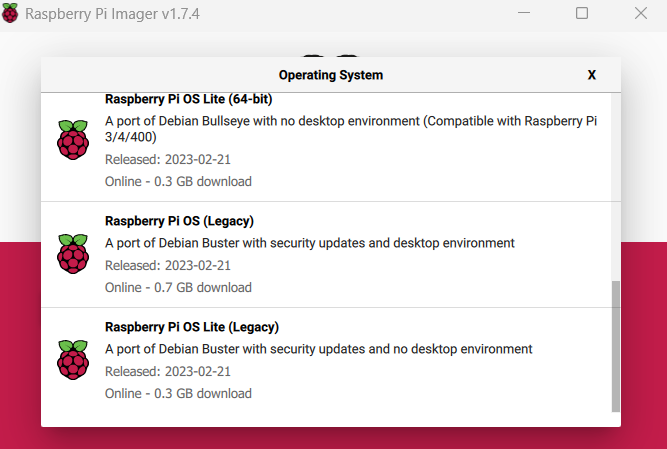 Raspberry Pi Imager v1.7.4
Operating System
X
Raspberry Pi OS Lite (64-bit)
A port of Debian Bullseye with no desktop environment (Compatible with Raspberry Pi
3/4/400)
Released: 2023-02-21
Online - 0.3 GB download
Raspberry Pi OS (Legacy)
A port of Debian Buster with security updates and desktop environment
Released: 2023-02-21
Online - 0.7 GB download
Raspberry Pi OS Lite (Legacy)
A port of Debian Buster with security updates and no desktop environment
Released: 2023-02-21
Online - 0.3 GB download